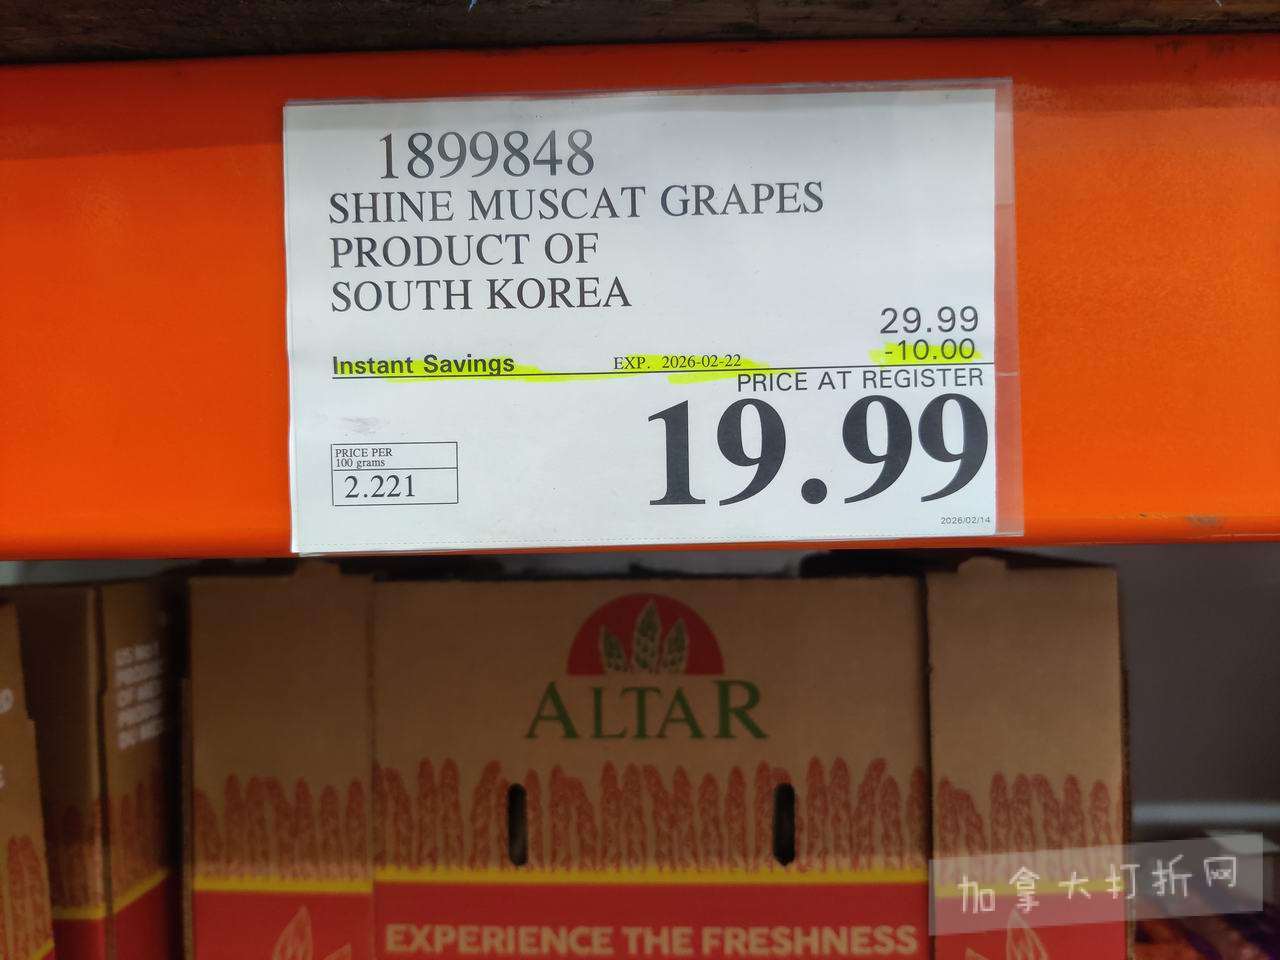 1899848
SHINE MUSCAT GRAPES
PRODUCT OF
SOUTH KOREA
29.99
Instant Savings EXP. 2026-02-22 -10.00
PRICE AT REGISTER
19.99
PRICE PER
100 grams
2.221
2026/02/14
ALTAR
EXPERIENCE THE FRESHNESS
加拿大打折网